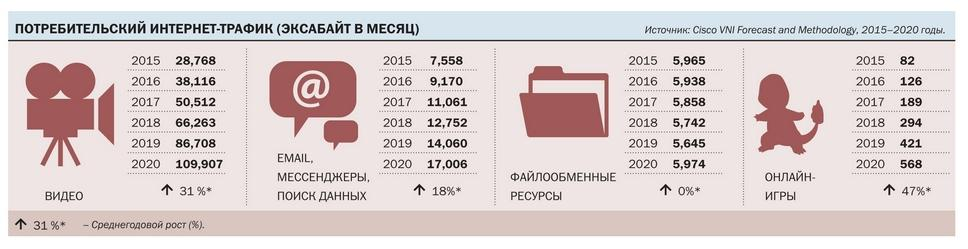 ПОТРЕБИТЕЛЬСКИЙ ИНТЕРНЕТ-ТРАФИК (ЭКСАБАЙТ В МЕСЯЦ)
Источник: Cisco VNI Forecast and Methodology, 2015–2020 годы.
2015 28,768
2016 38,116
2017 50,512
2018 66,263
2019 86,708
2020 109,907
ВИДЕО
↑ 31 %*
@
2015 7,558
2016 9,170
2017 11,061
2018 12,752
2019 14,060
2020 17,006
EMAIL,
МЕССЕНДЖЕРЫ,
ПОИСК ДАННЫХ
↑ 18%*
2015 5,965
2016 5,938
2017 5,858
2018 5,742
2019 5,645
2020 5,974
ФАЙЛООБМЕННЫЕ
РЕСУРСЫ
↑ 0%*
2015 82
2016 126
2017 189
2018 294
2019 421
2020 568
ОНЛАЙН-
ИГРЫ
↑ 47%*
↑ 31 %* – Среднегодовой рост (%).